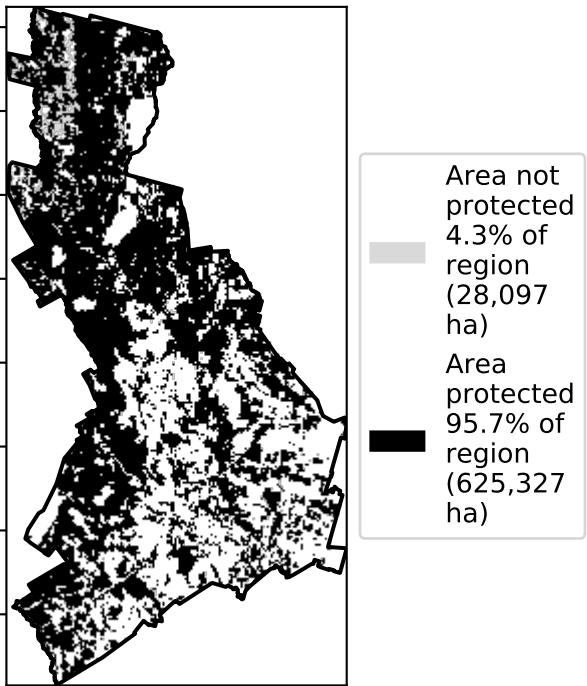 Area not
protected
4.3% of
region
(28,097
ha)
Area
protected
95.7% of
region
(625,327
ha)